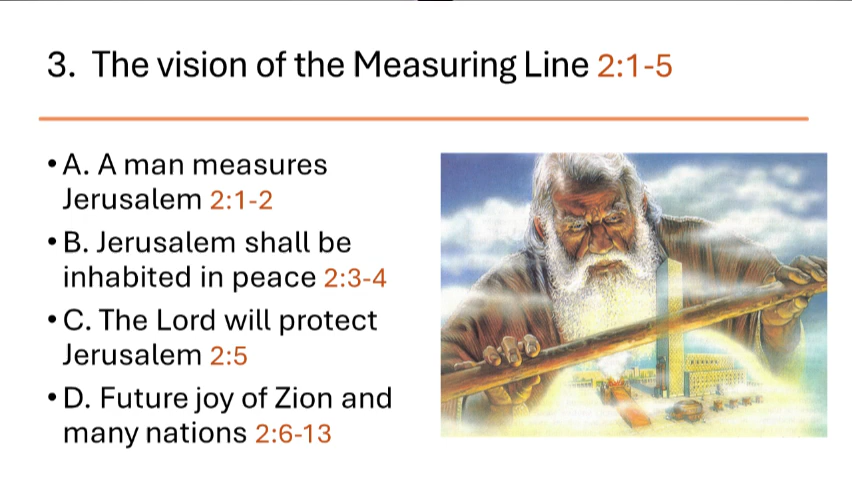 3. The vision of the Measuring Line 2:1-5
• A. A man measures
Jerusalem 2:1-2
• B. Jerusalem shall be
inhabited in peace 2:3-4
• C. The Lord will protect
Jerusalem 2:5
• D. Future joy of Zion and
many nations 2:6-13